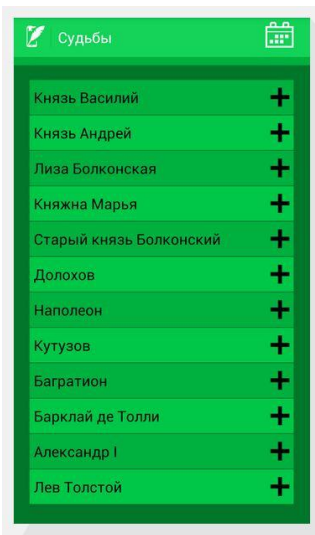 Судьбы
Князь Василий
Князь Андрей
Лиза Болконская
Княжна Марья
Старый князь Болконский
Долохов
Наполеон
Кутузов
Багратион
Барклай де Толли
Александр I
Лев Толстой